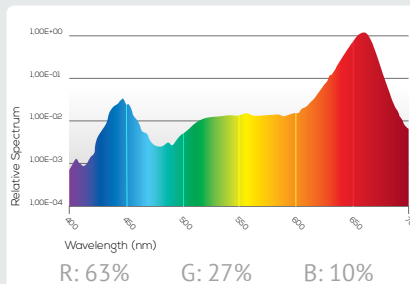 1.00E+00
1.00E-01
1.00E-02
1.00E-03
1.00E-04
Relative Spectrum
400 450 500 550 600 650
Wavelength (nm)
R: 63% G: 27% B: 10%